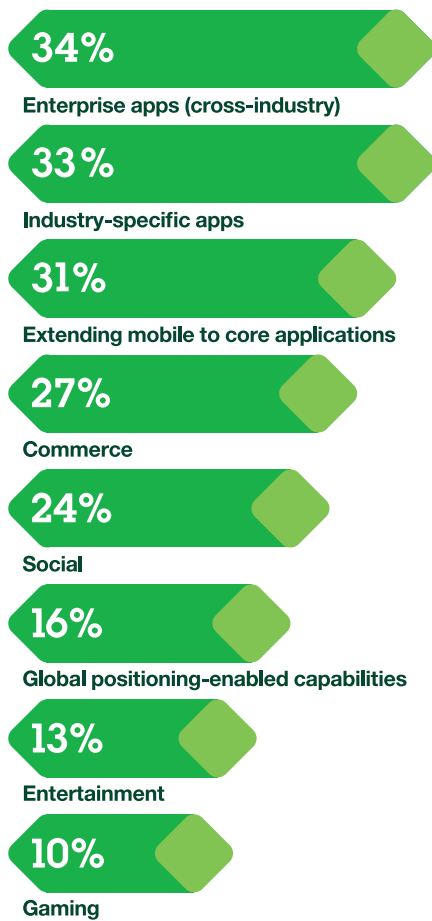 34%
Enterprise apps (cross-industry)
33%
Industry-specific apps
31%
Extending mobile to core applications
27%
Commerce
24%
Social
16%
Global positioning-enabled capabilities
13%
Entertainment
10%
Gaming